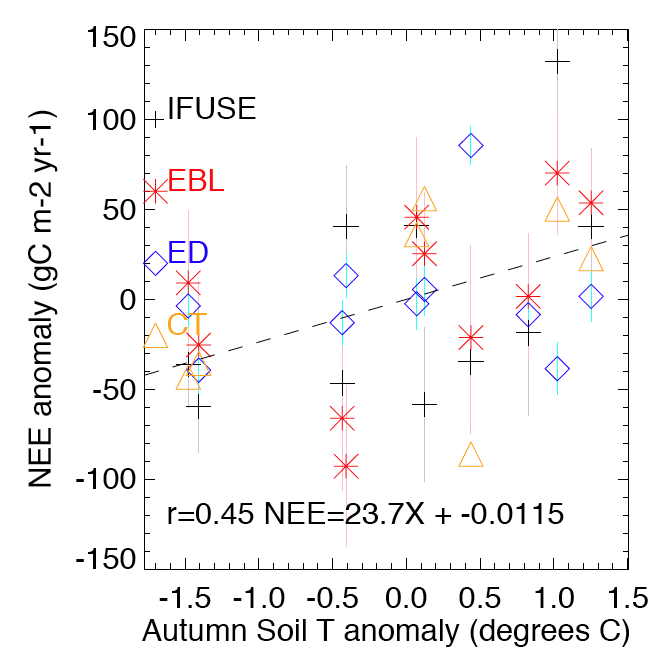 150
100
50
0
-50
-100
-150
NEE anomaly (gC m-2 yr-1)
IFUSE
EBL
ED
CT
r=0.45 NEE=23.7X + -0.0115
-1.5 -1.0 -0.5 0.0 0.5 1.0 1.5
Autumn Soil T anomaly (degrees C)